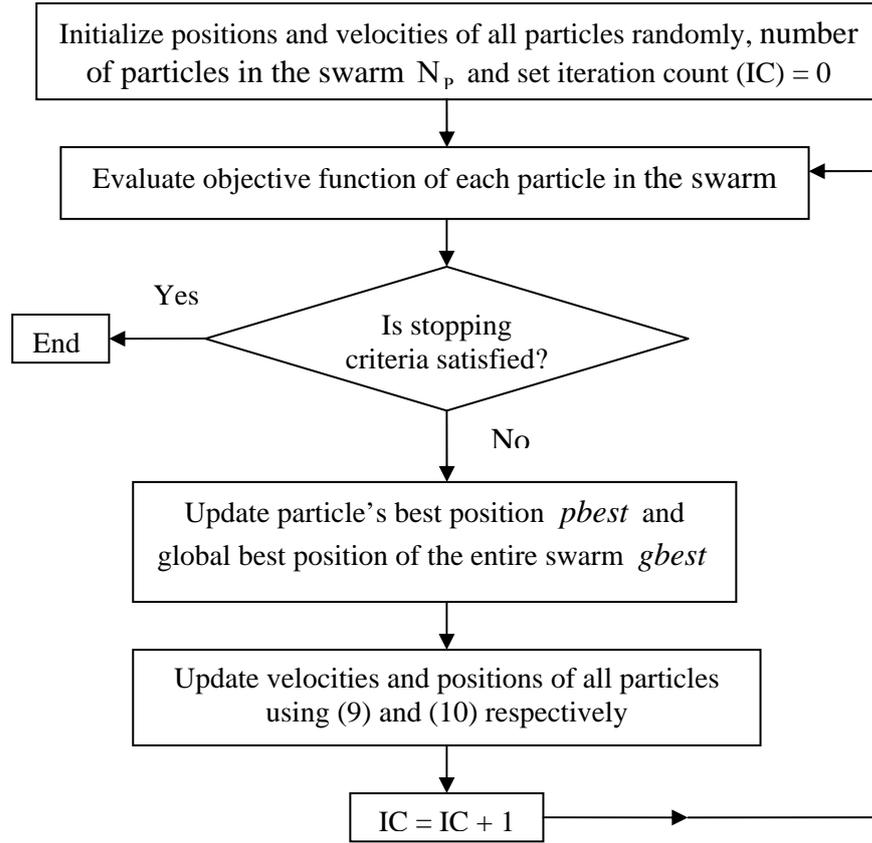 Initialize positions and velocities of all particles randomly, number
of particles in the swarm Nₚ and set iteration count (IC) = 0
Evaluate objective function of each particle in the swarm
Yes
End
Is stopping
criteria satisfied?
No
Update particle’s best position pbest and
global best position of the entire swarm gbest
Update velocities and positions of all particles
using (9) and (10) respectively
IC = IC + 1